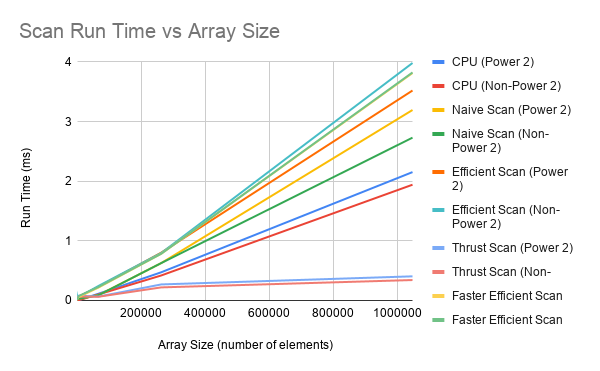 Scan Run Time vs Array Size
4
3
2
1
0
Run Time (ms)
200000 400000 600000 800000 1000000
Array Size (number of elements)
CPU (Power 2)
CPU (Non-Power 2)
Naive Scan (Power 2)
Naive Scan (Non-
Power 2)
Efficient Scan (Power
2)
Efficient Scan (Non-
Power 2)
Thrust Scan (Power 2)
Thrust Scan (Non-
Faster Efficient Scan
Faster Efficient Scan